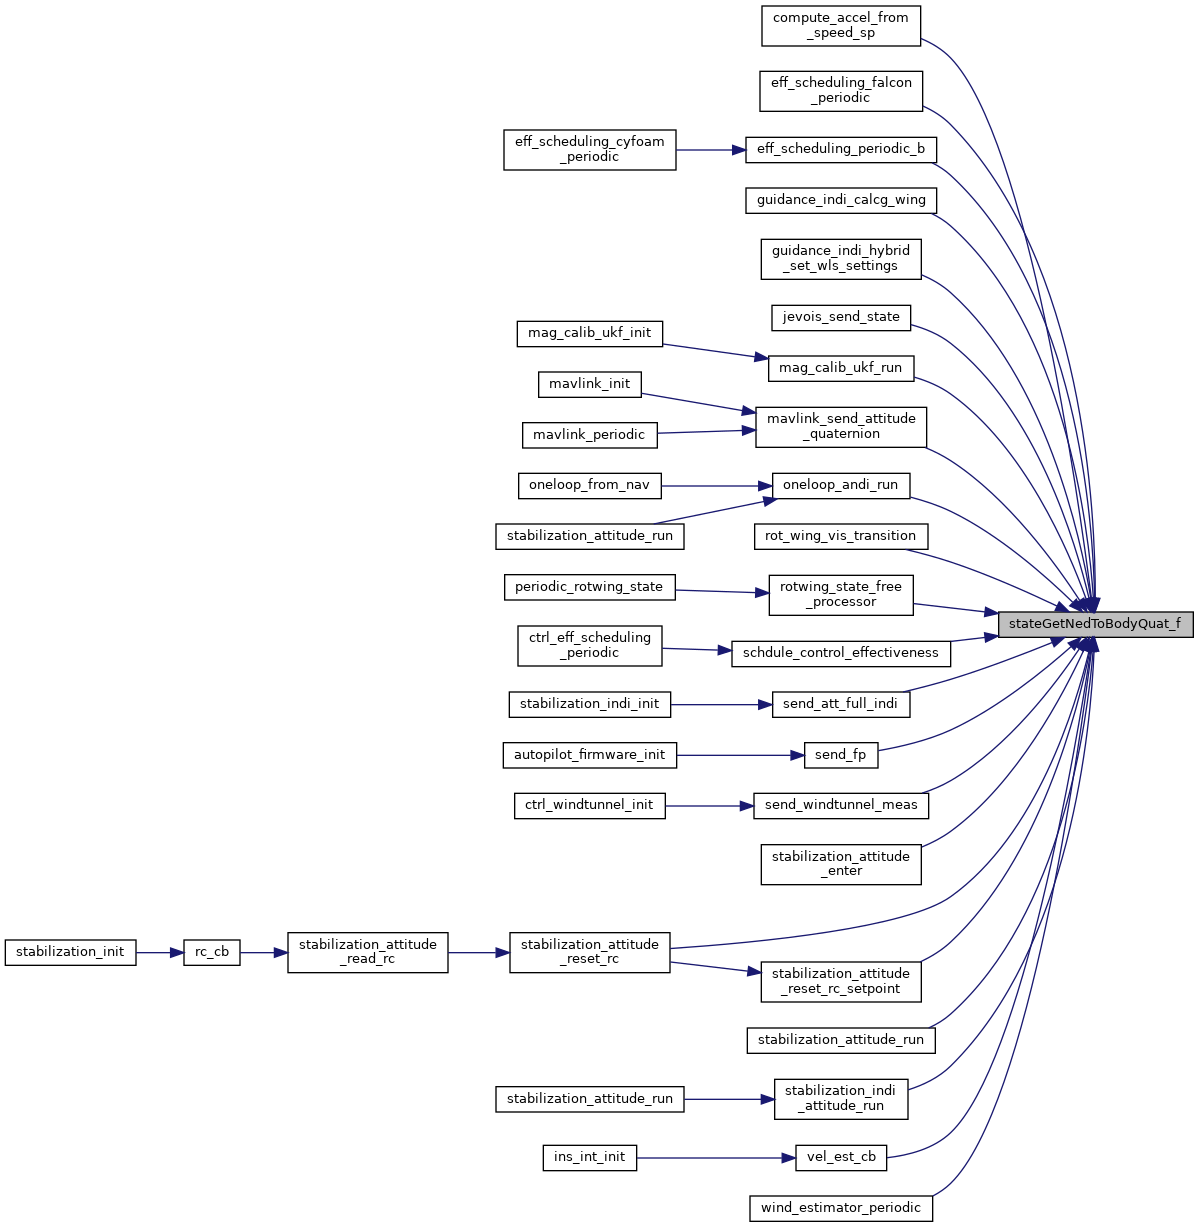 compute_accel_from
_speed_sp
eff_scheduling_falcon
_periodic
eff_scheduling_cyfoam
_periodic
eff_scheduling_periodic_b
guidance_indi_calcg_wing
guidance_indi_hybrid
_set_wls_settings
jevois_send_state
mag_calib_ukf_init
mag_calib_ukf_run
mavlink_init
mavlink_send_attitude
_quaternion
mavlink_periodic
oneloop_from_nav
oneloop_andi_run
stabilization_attitude_run
rot_wing_vis_transition
periodic_rotwing_state
rotwing_state_free
_processor
stateGetNedToBodyQuat_f
ctrl_eff_scheduling
_periodic
schdule_control_effectiveness
stabilization_indi_init
send_att_full_indi
autopilot_firmware_init
send_fp
ctrl_windtunnel_init
send_windtunnel_meas
stabilization_attitude
_enter
stabilization_init
rc_cb
stabilization_attitude
_read_rc
stabilization_attitude
_reset_rc
stabilization_attitude
_reset_rc_setpoint
stabilization_attitude_run
stabilization_attitude_run
stabilization_indi
_attitude_run
ins_int_init
vel_est_cb
wind_estimator_periodic